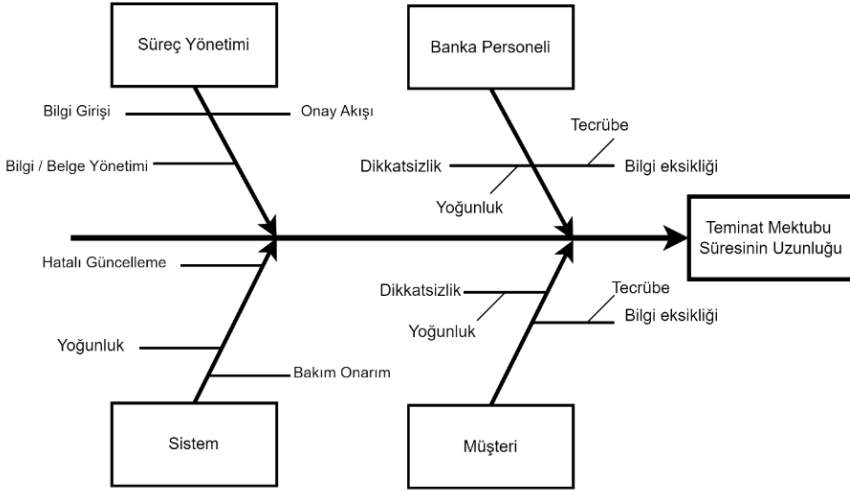 Süreç Yönetimi
Banka Personeli
Bilgi Girişi
Onay Akışı
Tecrübe
Bilgi / Belge Yönetimi
Dikkatsizlik
Bilgi eksikliği
Yoğunluk
Teminat Mektubu
Süresinin Uzunluğu
Hatalı Güncelleme
Dikkatsizlik
Tecrübe
Yoğunluk
Bilgi eksikliği
Yoğunluk
Bakım Onarım
Sistem
Müşteri